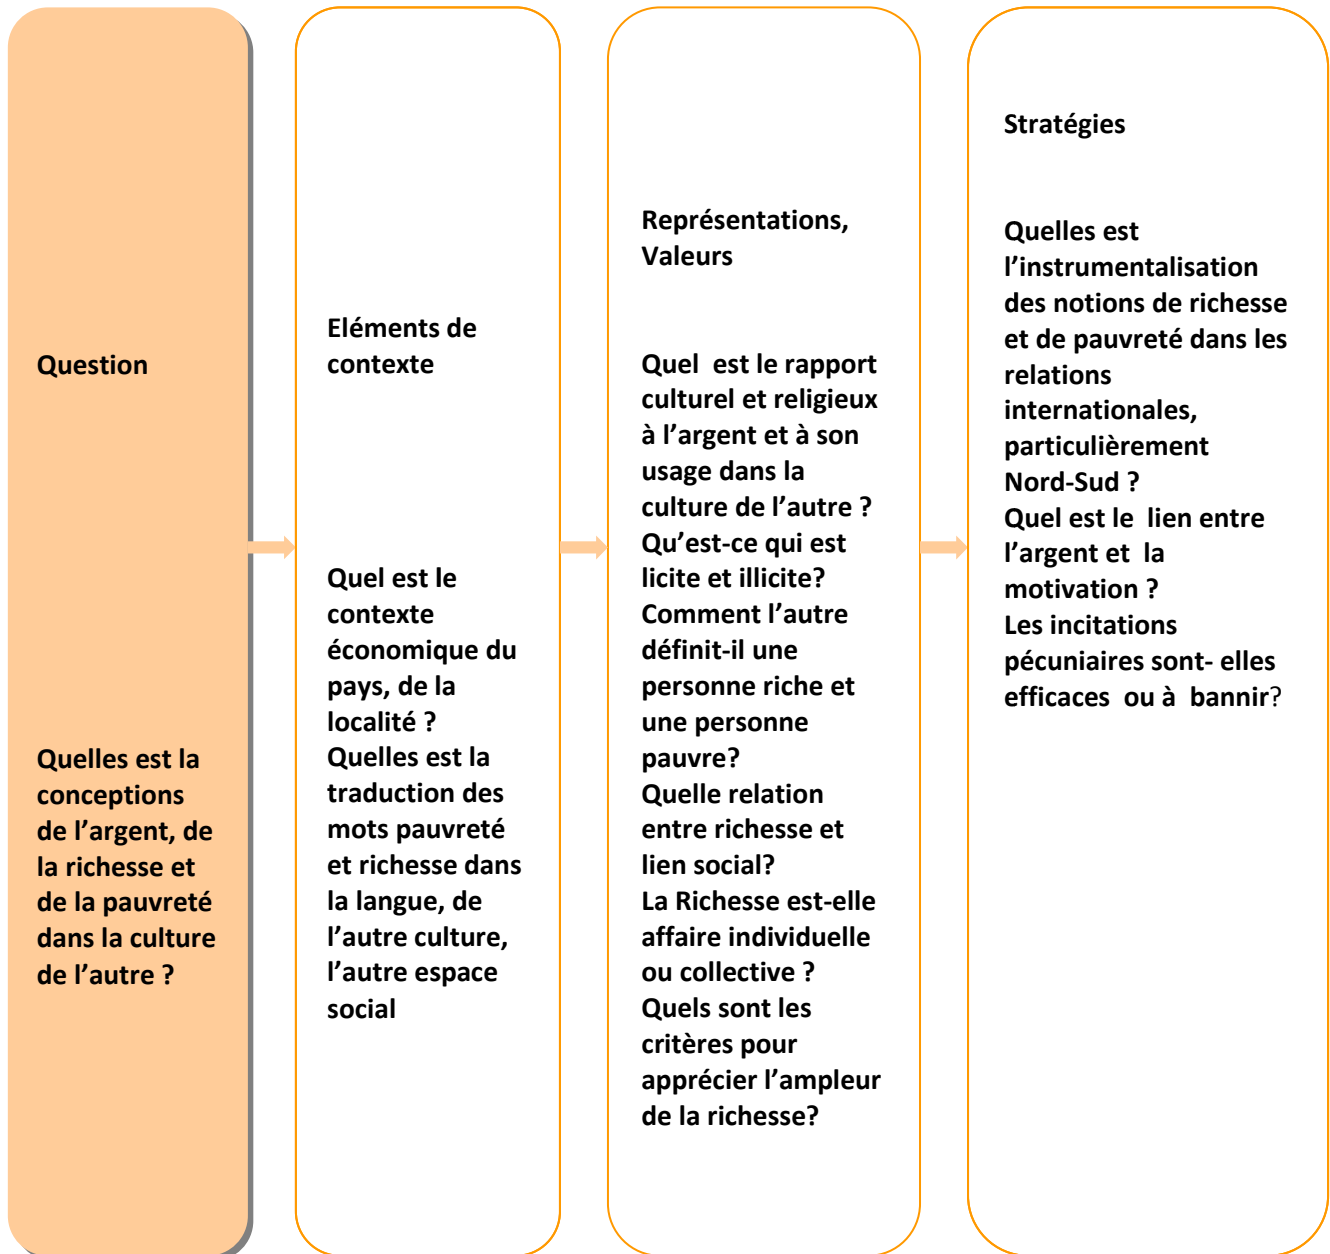 Question
Quelles est la
conceptions
de l’argent, de
la richesse et
de la pauvreté
dans la culture
de l’autre ?
Eléments de
contexte
Quel est le
contexte
économique du
pays, de la
localité ?
Quelles est la
traduction des
mots pauvreté
et richesse dans
la langue, de
l’autre culture,
l’autre espace
social
Représentations,
Valeurs
Quel  est le rapport
culturel et religieux
à l’argent et à son
usage dans la
culture de l’autre ?
Qu’est-ce qui est
licite et illicite?
Comment l’autre
définit-il une
personne riche et
une personne
pauvre?
Quelle relation
entre richesse et
lien social?
La Richesse est-elle
affaire individuelle
ou collective ?
Quels sont les
critères pour
apprécier l’ampleur
de la richesse?
Stratégies
Quelles est
l’instrumentalisation
des notions de richesse
et de pauvreté dans les
relations
internationales,
particulièrement
Nord-Sud ?
Quel est le  lien entre
l’argent et  la
motivation ?
Les incitations
pécuniaires sont- elles
efficaces  ou à  bannir?